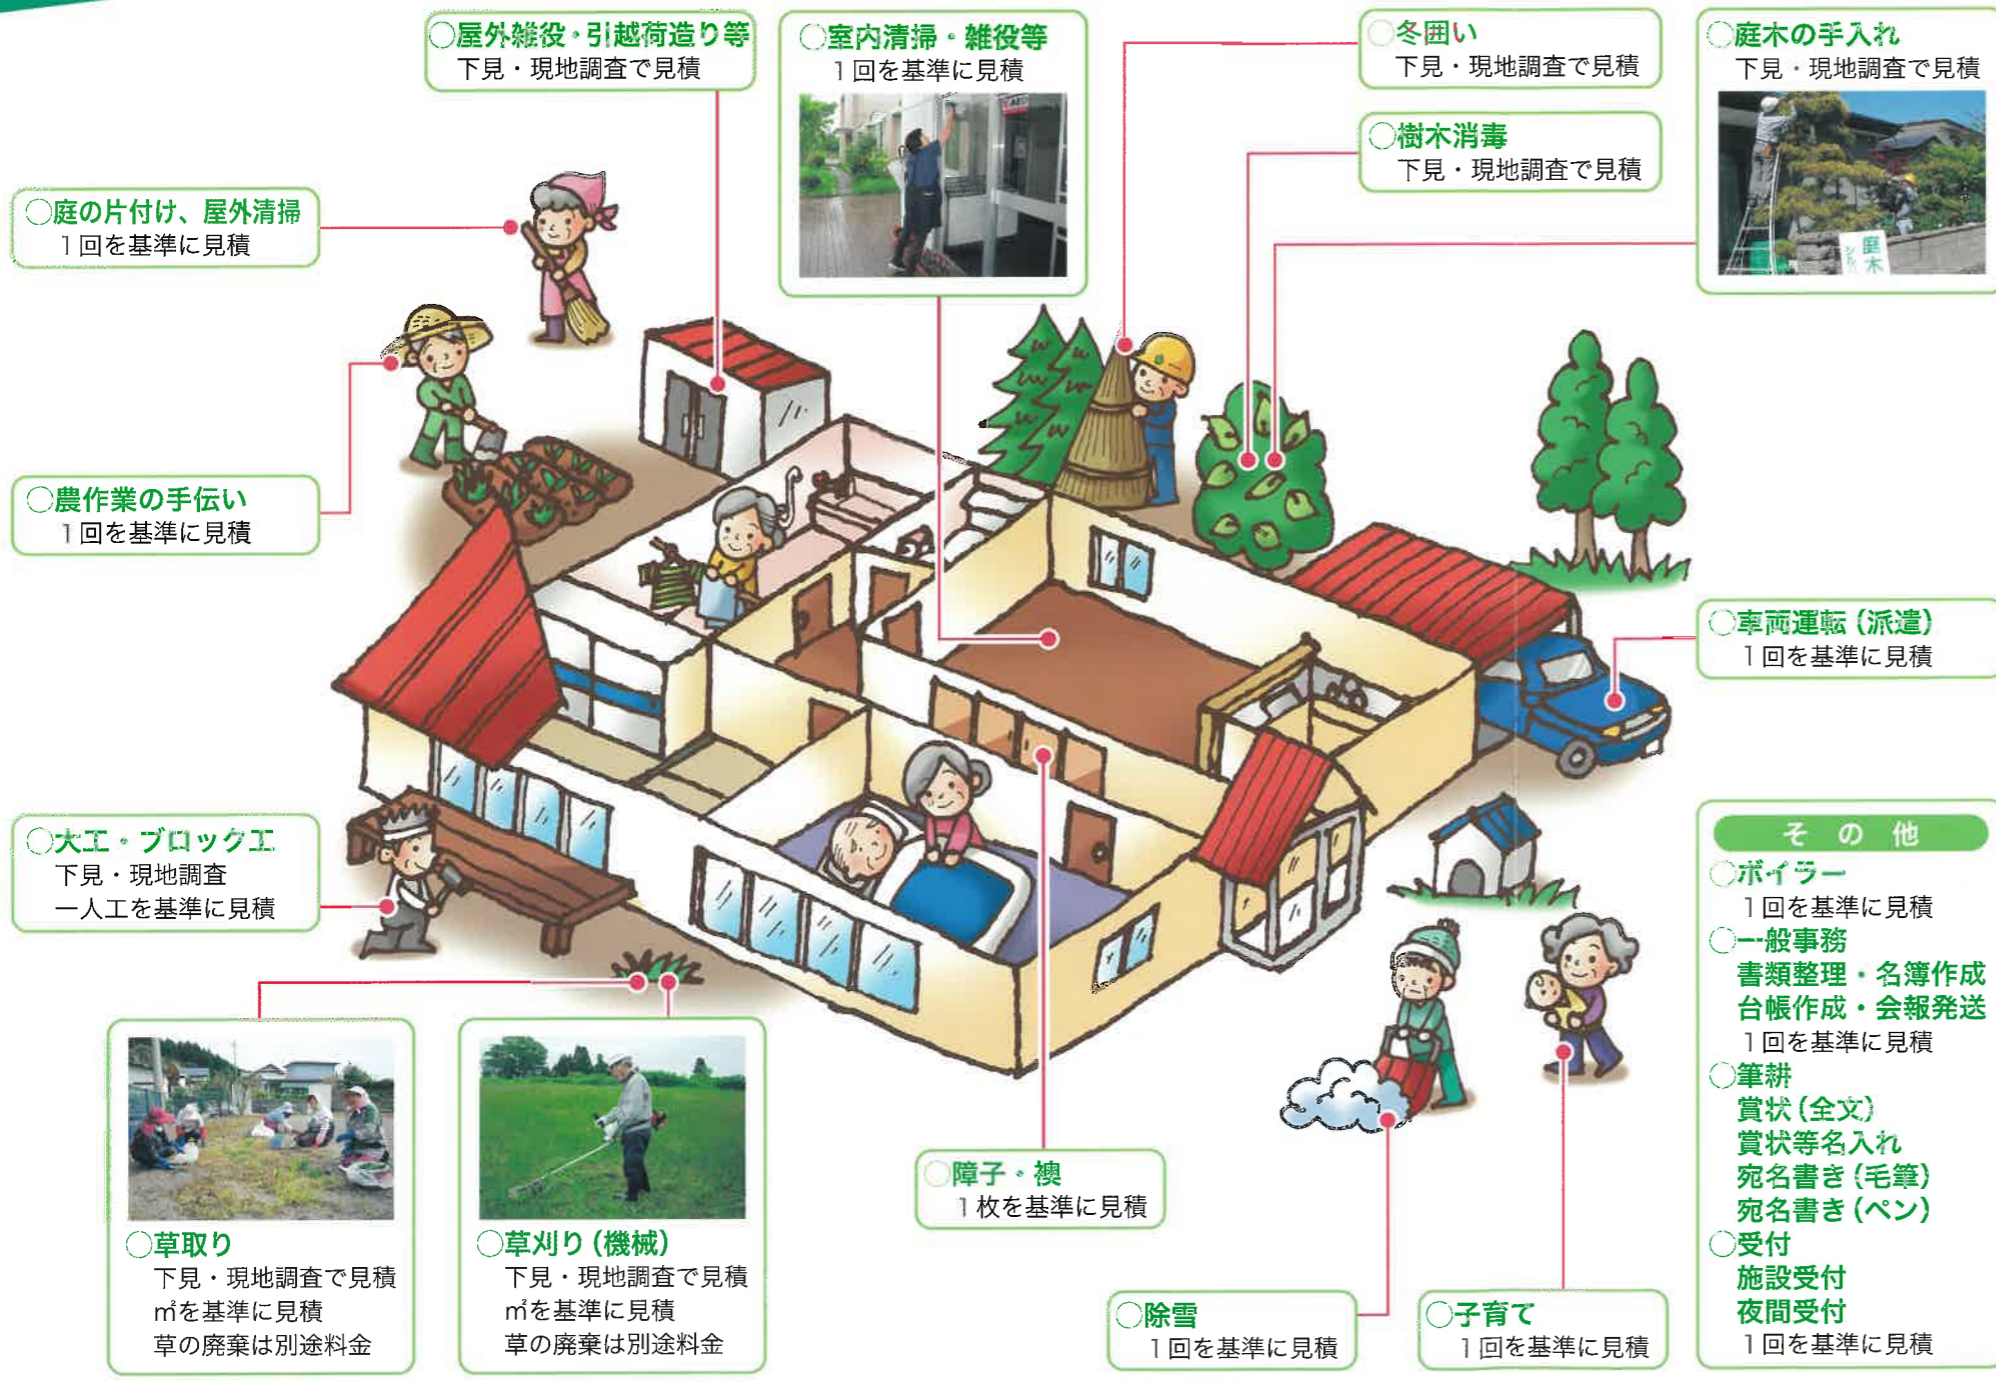 ○屋外雑役・引越荷造り等
下見・現地調査で見積
○室内清掃・雑役等
1回を基準に見積
○冬囲い
下見・現地調査で見積
○樹木消毒
下見・現地調査で見積
○庭木の手入れ
下見・現地調査で見積
庭木
○庭の片付け、屋外清掃
1回を基準に見積
○農作業の手伝い
1回を基準に見積
○車両運転(派遣)
1回を基準に見積
○大工・ブロック工
下見・現地調査
一人工を基準に見積
○草取り
下見・現地調査で見積
㎡を基準に見積
草の廃棄は別途料金
○草刈り(機械)
下見・現地調査で見積
㎡を基準に見積
草の廃棄は別途料金
○障子・襖
1枚を基準に見積
○除雪
1回を基準に見積
○子育て
1回を基準に見積
その他
○ボイラー
1回を基準に見積
○一般事務
書類整理・名簿作成
台帳作成・会報発送
1回を基準に見積
○筆耕
賞状(全文)
賞状等名入れ
宛名書き(毛筆)
宛名書き(ペン)
○受付
施設受付
夜間受付
1回を基準に見積